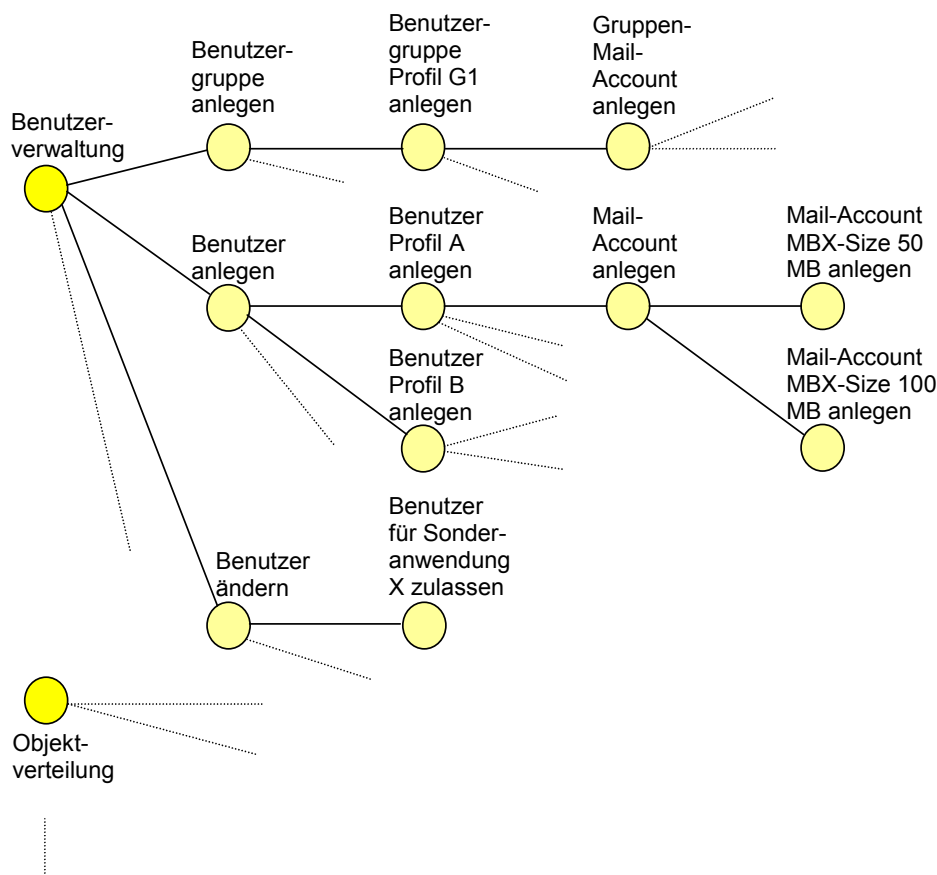 Benutzer-
verwaltung
Benutzer-
gruppe
anlegen
Benutzer-
gruppe
Profil G1
anlegen
Gruppen-
Mail-
Account
anlegen
Benutzer
anlegen
Benutzer
Profil A
anlegen
Mail-
Account
anlegen
Mail-Account
MBX-Size 50
MB anlegen
Benutzer
Profil B
anlegen
Mail-Account
MBX-Size 100
MB anlegen
Benutzer
ändern
Benutzer
für Sonder-
anwendung
X zulassen
Objekt-
verteilung